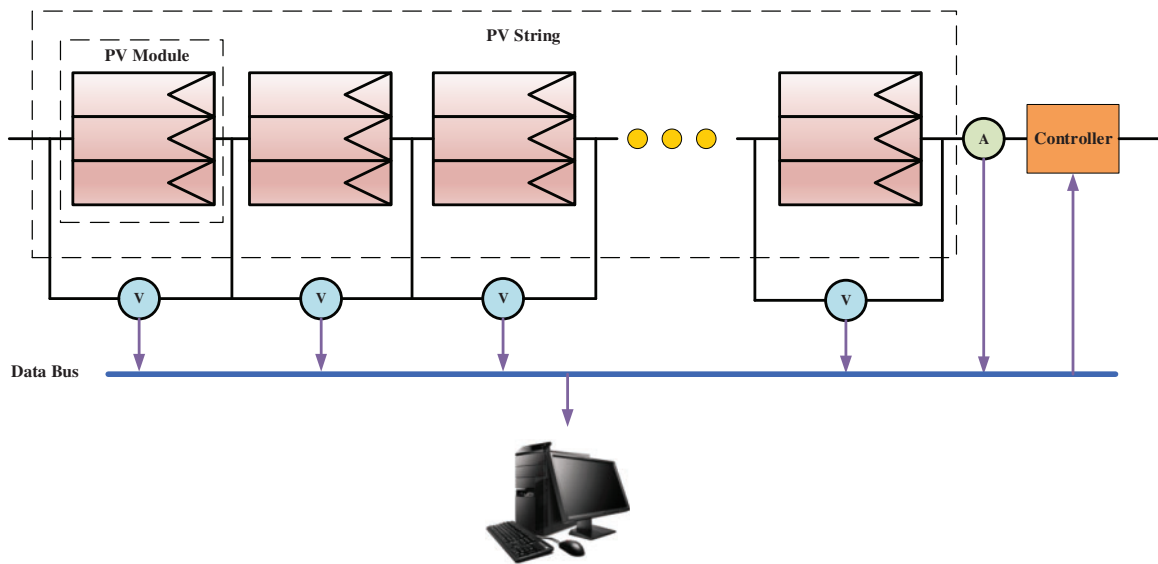 PV String
PV Module
A
Controller
V
V
V
V
Data Bus